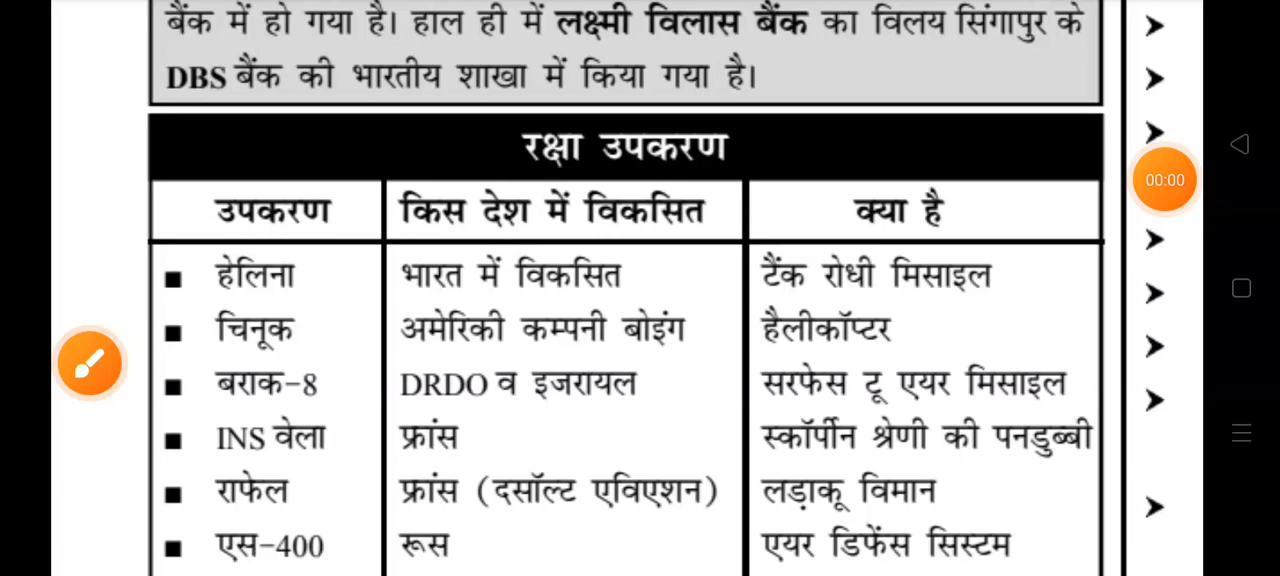 बैंक में हो गया है। हाल ही में लक्ष्मी विलास बैंक का विलय सिंगापुर के
DBS बैंक की भारतीय शाखा में किया गया है।
रक्षा उपकरण
उपकरण किस देश में विकसित क्या है
■ हेलिना भारत में विकसित टैंक रोधी मिसाइल
■ चिनूक अमेरिकी कम्पनी बोइंग हैलीकॉप्टर
■ बराक-8 DRDO व इजरायल सरफेस टू एयर मिसाइल
■ INS वेला फ्रांस स्कॉर्पीन श्रेणी की पनडुब्बी
■ राफेल फ्रांस (दसॉल्ट एविएशन) लड़ाकू विमान
■ एस-400 रूस एयर डिफेंस सिस्टम
00:00